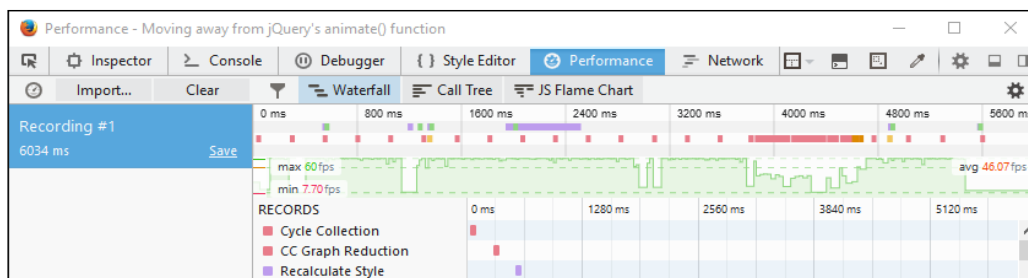 Performance - Moving away from jQuery's animate() function
Inspector Console Debugger { } Style Editor Performance Network
Import... Clear Waterfall Call Tree JS Flame Chart
0 ms 800 ms 1600 ms 2400 ms 3200 ms 4000 ms 4800 ms 5600 m
Recording #1
6034 ms Save
max 60 fps avg 46.07 fps
min 7.70 fps
RECORDS 0 ms 1280 ms 2560 ms 3840 ms 5120 ms
Cycle Collection
CC Graph Reduction
Recalculate Style